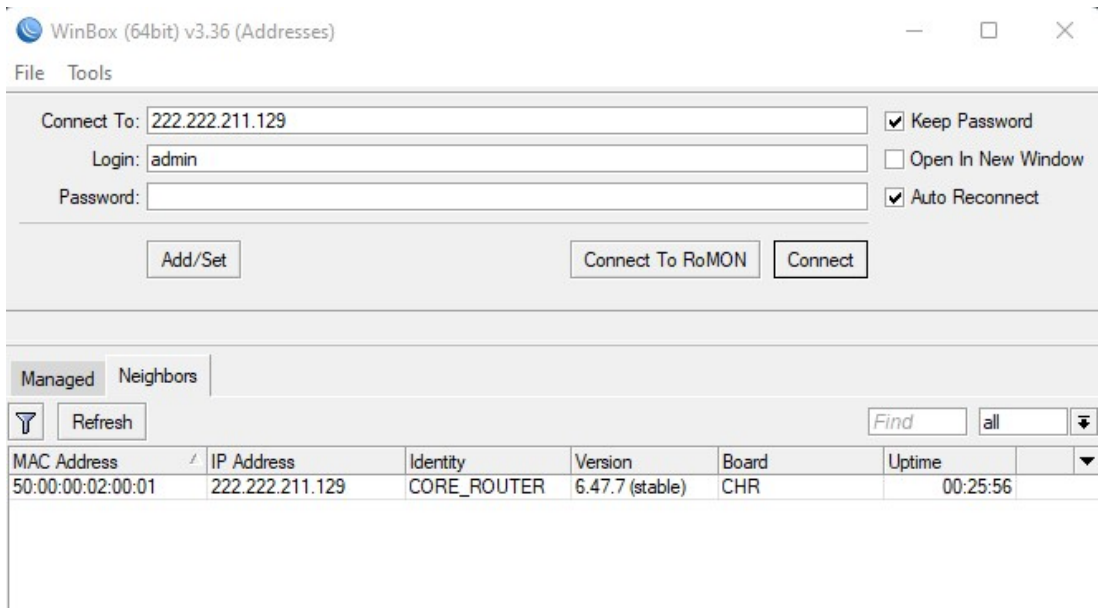 WinBox (64bit) v3.36 (Addresses)
File Tools
Connect To: 222.222.211.129
Keep Password
Login: admin
Open In New Window
Password:
Auto Reconnect
Add/Set
Connect To RoMON
Connect
Managed Neighbors
Refresh
Find
all
MAC Address IP Address Identity Version Board Uptime
50:00:00:02:00:01 222.222.211.129 CORE_ROUTER 6.47.7 (stable) CHR 00:25:56